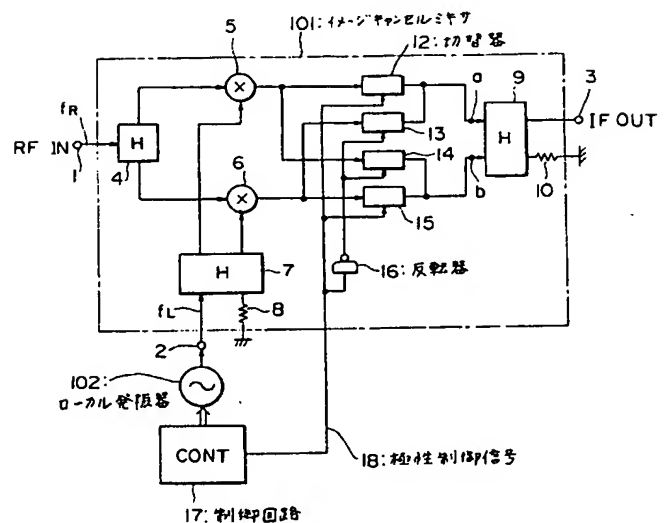 101:イメージキャンセルミキサ
5
12:切替器
fR
a
9
3
RF IN
H
H
IF OUT
1
4
13
6
14
10
b
15
H
7
16:反転器
fL
8
2
102:
ローカル発振器
CONT
18:極性制御信号
17:制御回路